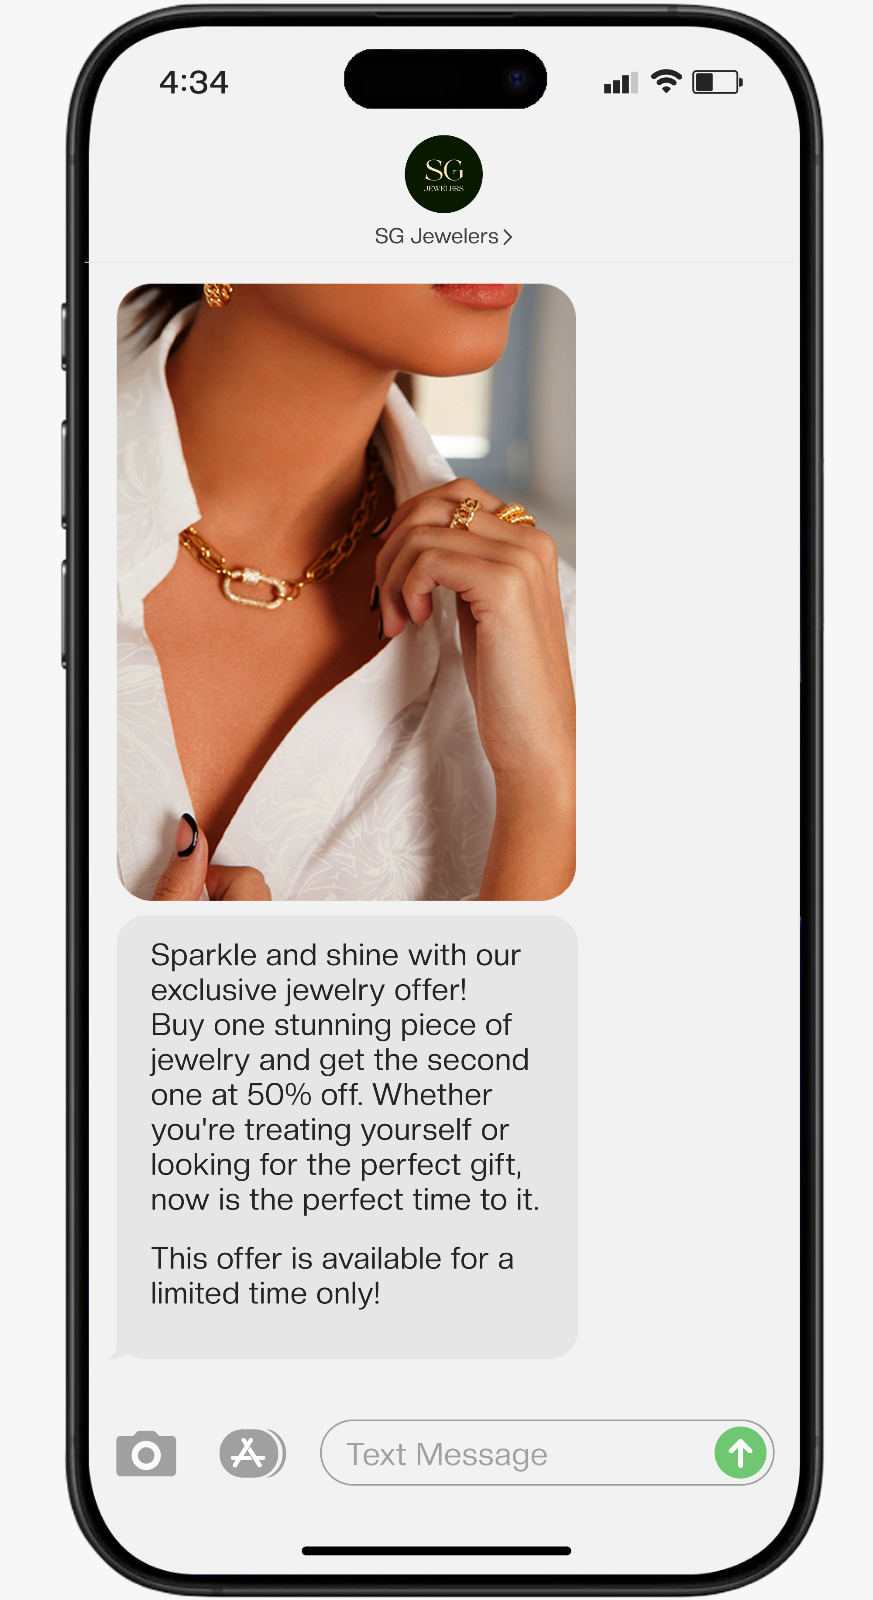 4:34
SG
JEWELERS
SG Jewelers
Sparkle and shine with our
exclusive jewelry offer!
Buy one stunning piece of
jewelry and get the second
one at 50% off. Whether
you're treating yourself or
looking for the perfect gift,
now is the perfect time to it.
This offer is available for a
limited time only!
Text Message